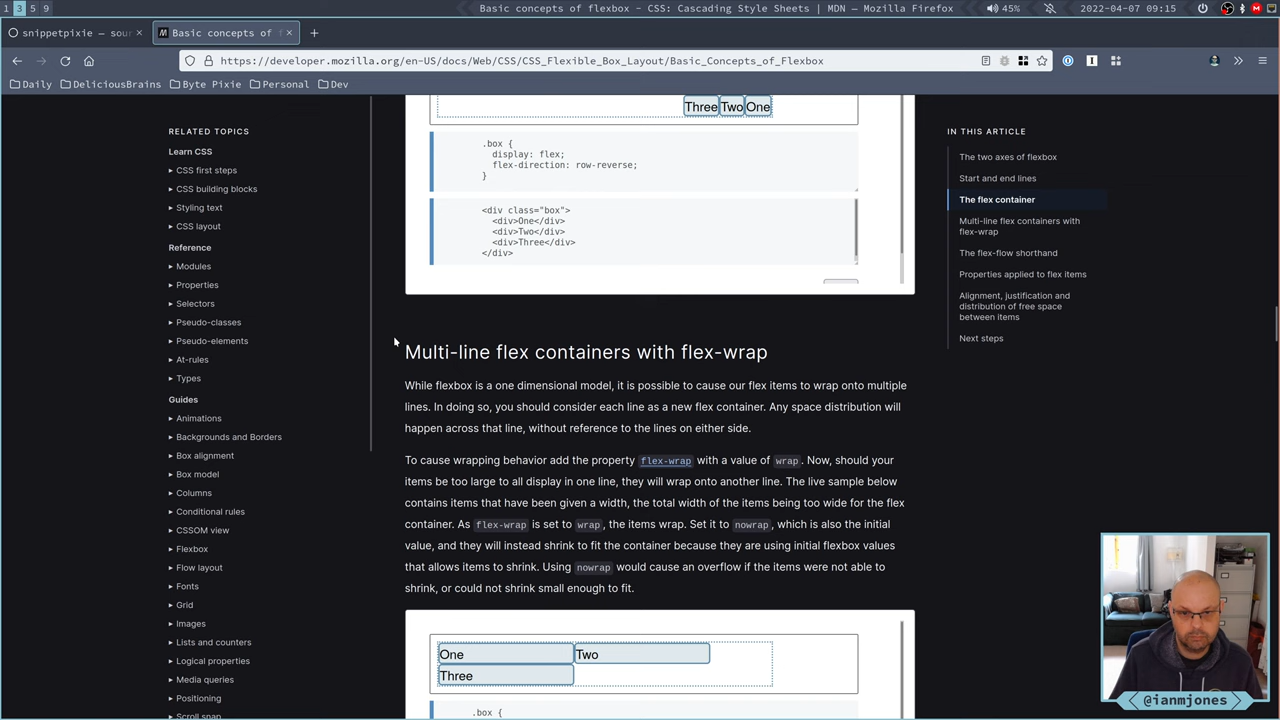 1 3 5 9
Basic concepts of flexbox - CSS: Cascading Style Sheets | MDN — Mozilla Firefox
45%
2022-04-07 09:15
snippetpixie — sour
Basic concepts of f
https://developer.mozilla.org/en-US/docs/Web/CSS/CSS_Flexible_Box_Layout/Basic_Concepts_of_Flexbox
Daily
DeliciousBrains
Byte Pixie
Personal
Dev
RELATED TOPICS
Learn CSS
CSS first steps
CSS building blocks
Styling text
CSS layout
Reference
Modules
Properties
Selectors
Pseudo-classes
Pseudo-elements
At-rules
Types
Guides
Animations
Backgrounds and Borders
Box alignment
Box model
Columns
Conditional rules
CSSOM view
Flexbox
Flow layout
Fonts
Grid
Images
Lists and counters
Logical properties
Media queries
Positioning
Scroll snap
Three Two One
.box {
display: flex;
flex-direction: row-reverse;
}
<div class="box">
<div>One</div>
<div>Two</div>
<div>Three</div>
</div>
Multi-line flex containers with flex-wrap
While flexbox is a one dimensional model, it is possible to cause our flex items to wrap onto multiple
lines. In doing so, you should consider each line as a new flex container. Any space distribution will
happen across that line, without reference to the lines on either side.
To cause wrapping behavior add the property flex-wrap with a value of wrap. Now, should your
items be too large to all display in one line, they will wrap onto another line. The live sample below
contains items that have been given a width, the total width of the items being too wide for the flex
container. As flex-wrap is set to wrap, the items wrap. Set it to nowrap, which is also the initial
value, and they will instead shrink to fit the container because they are using initial flexbox values
that allows items to shrink. Using nowrap would cause an overflow if the items were not able to
shrink, or could not shrink small enough to fit.
One Two
Three
.box {
IN THIS ARTICLE
The two axes of flexbox
Start and end lines
The flex container
Multi-line flex containers with
flex-wrap
The flex-flow shorthand
Properties applied to flex items
Alignment, justification and
distribution of free space
between items
Next steps
@ianmjones